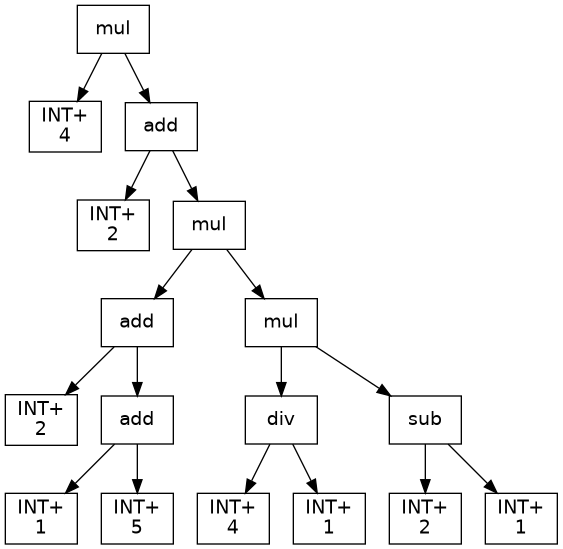 mul
INT+
4
add
INT+
2
mul
add
mul
INT+
2
add
div
sub
INT+
1
INT+
5
INT+
4
INT+
1
INT+
2
INT+
1